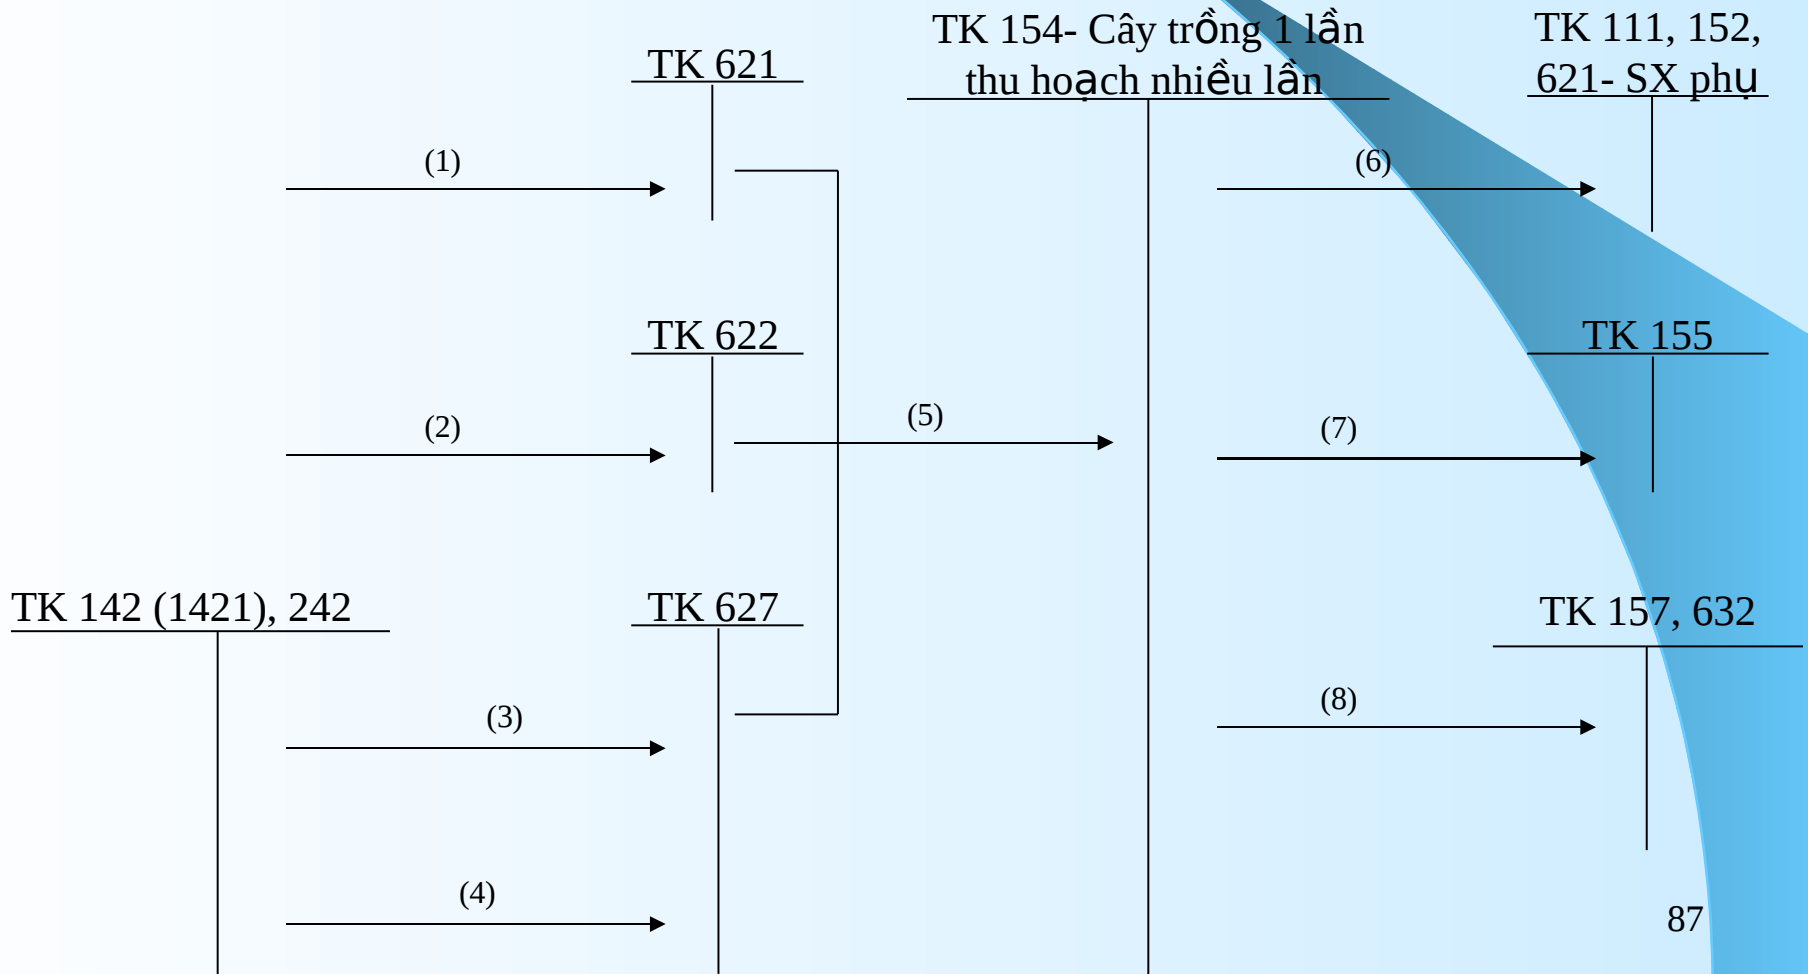 TK 154- Cây trồng 1 lần
thu hoạch nhiều lần
TK 111, 152,
621- SX phụ
TK 621
(1)
(6)
TK 622
TK 155
(2)
(5)
(7)
TK 142 (1421), 242
TK 627
TK 157, 632
(3)
(8)
(4)
87